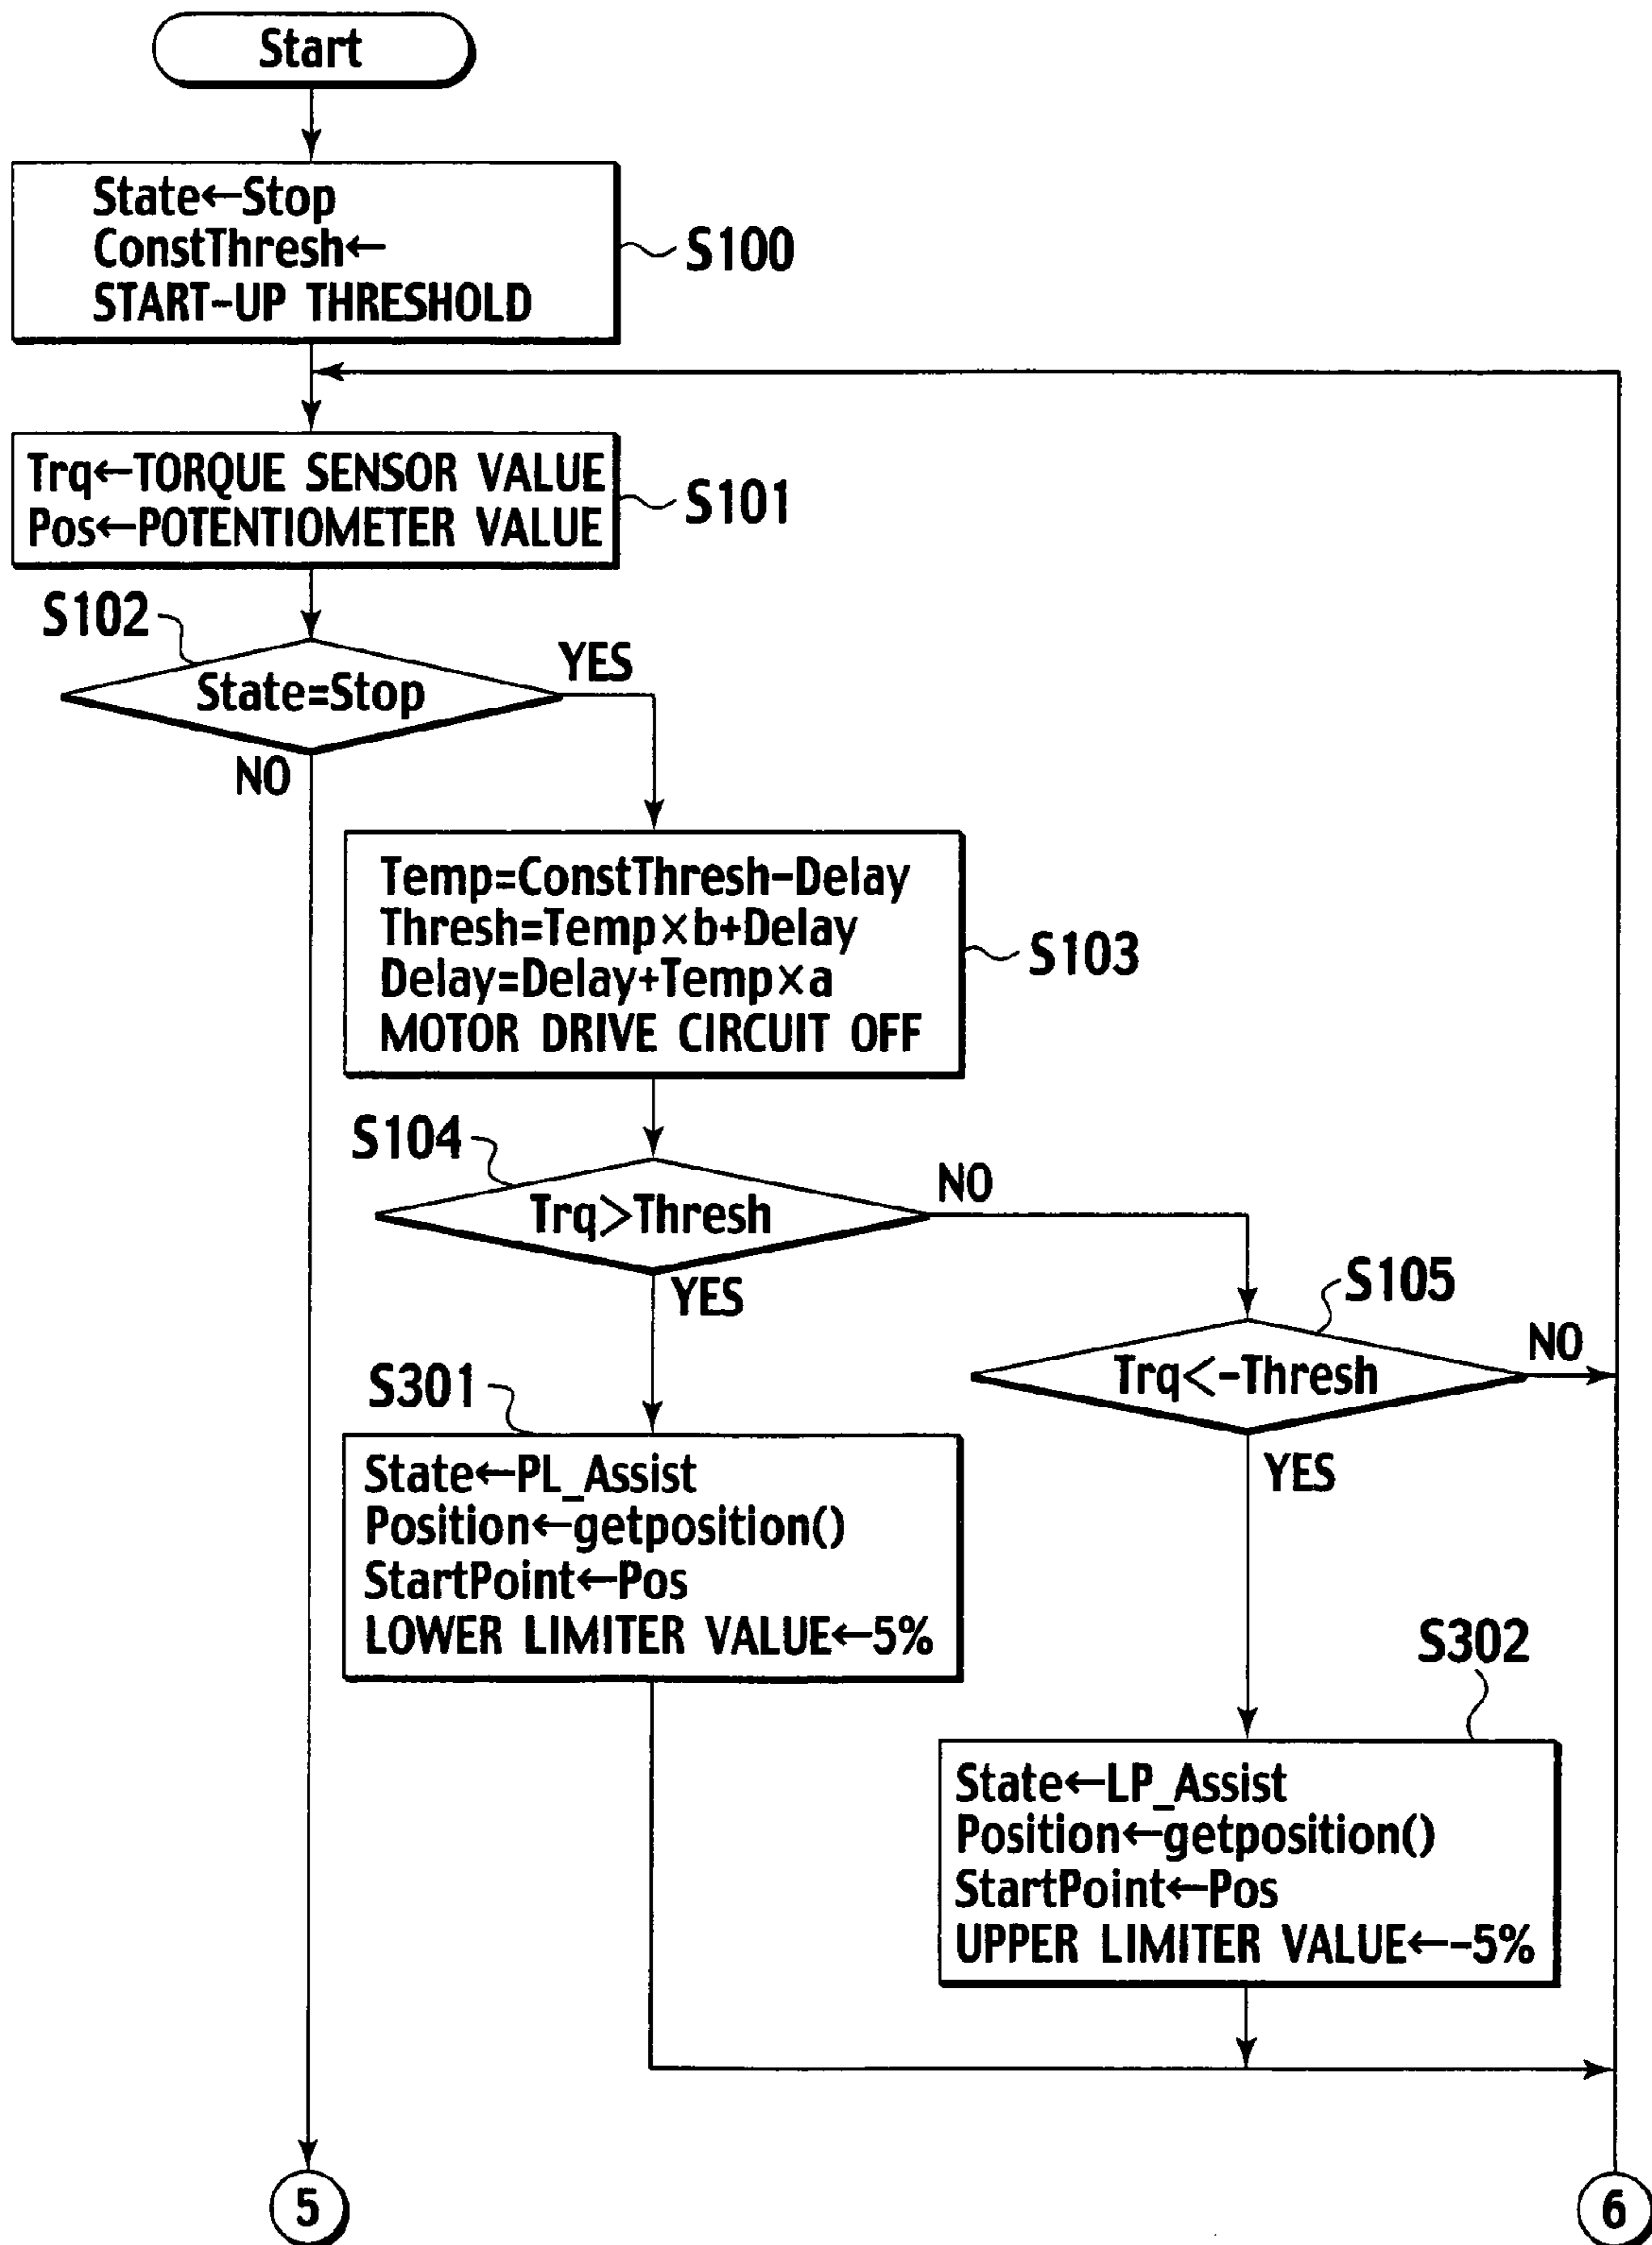 Start
State←Stop
ConstThresh←
START-UP THRESHOLD
S100
Trq←TORQUE SENSOR VALUE
Pos←POTENTIOMETER VALUE
S101
S102
State=Stop
YES
NO
Temp=ConstThresh-Delay
Thresh=Temp×b+Delay
Delay=Delay+Temp×a
MOTOR DRIVE CIRCUIT OFF
S103
S104
Trq>Thresh
NO
YES
S105
Trq<-Thresh
NO
YES
S301
State←PL_Assist
Position←getposition()
StartPoint←Pos
LOWER LIMITER VALUE←5%
S302
State←LP_Assist
Position←getposition()
StartPoint←Pos
UPPER LIMITER VALUE←-5%
5
6